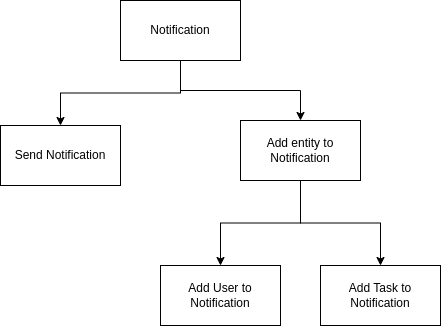 Notification
Send Notification
Add entity to
Notification
Add User to
Notification
Add Task to
Notification